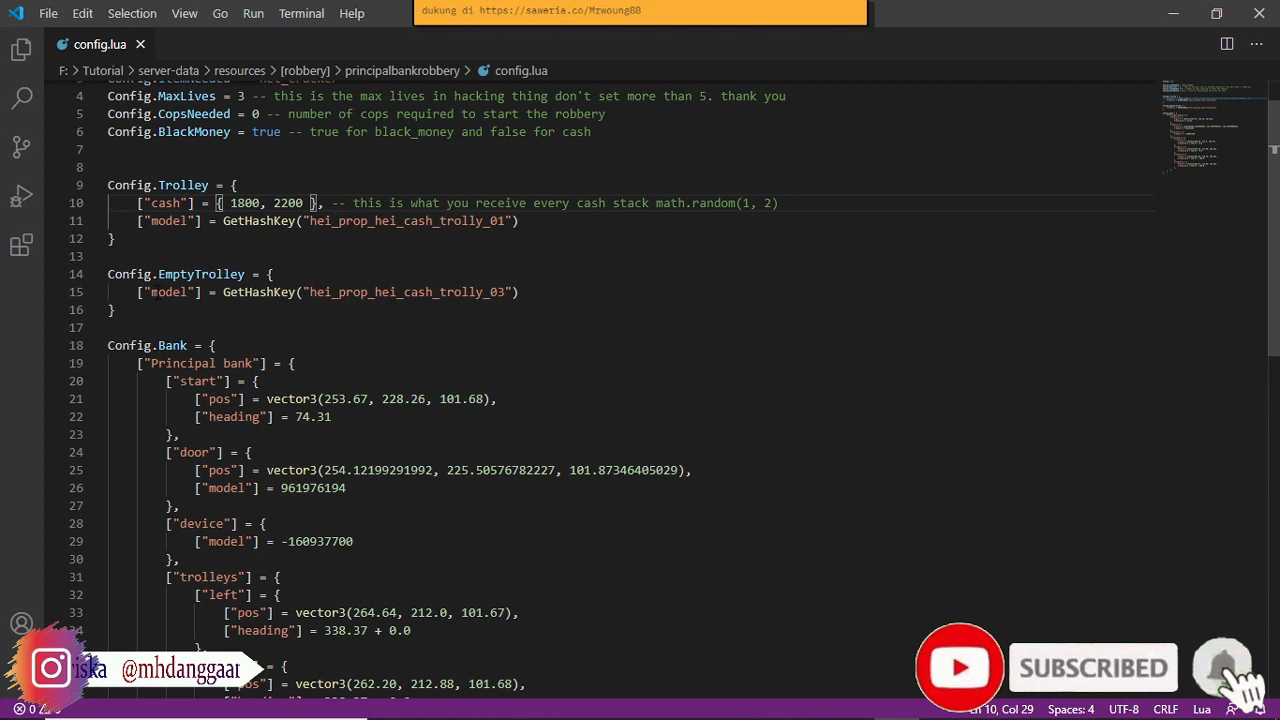 File Edit Selection View Go Run Terminal Help
dukung di https://saweria.co/Mrwoung88
config.lua
F: > Tutorial > server-data > resources > [robbery] > principalbankrobbery > config.lua
4 Config.MaxLives = 3 -- this is the max lives in haxing thing don't set more than 5. thank you
5 Config.CopsNeeded = 0 -- number of cops required to start the robbery
6 Config.BlackMoney = true -- true for black_money and false for cash
7
8
9 Config.Trolley = {
10 ["cash"] = { 1800, 2200 }, -- this is what you receive every cash stack math.random(1, 2)
11 ["model"] = GetHashKey("hei_prop_hei_cash_trolly_01")
12 }
13
14 Config.EmptyTrolley = {
15 ["model"] = GetHashKey("hei_prop_hei_cash_trolly_03")
16 }
17
18 Config.Bank = {
19 ["Principal bank"] = {
20 ["start"] = {
21 ["pos"] = vector3(253.67, 228.26, 101.68),
22 ["heading"] = 74.31
23 },
24 ["door"] = {
25 ["pos"] = vector3(254.12199291992, 225.50576782227, 101.87346405029),
26 ["model"] = 961976194
27 },
28 ["device"] = {
29 ["model"] = -160937700
30 },
31 ["trolleys"] = {
32 ["left"] = {
33 ["pos"] = vector3(264.64, 212.0, 101.67),
34 ["heading"] = 338.37 + 0.0
= {
= vector3(262.20, 212.88, 101.68),
riska @mhdanggaar
SUBSCRIBED
0
Ln 10, Col 29 Spaces: 4 UTF-8 CRLF Lua